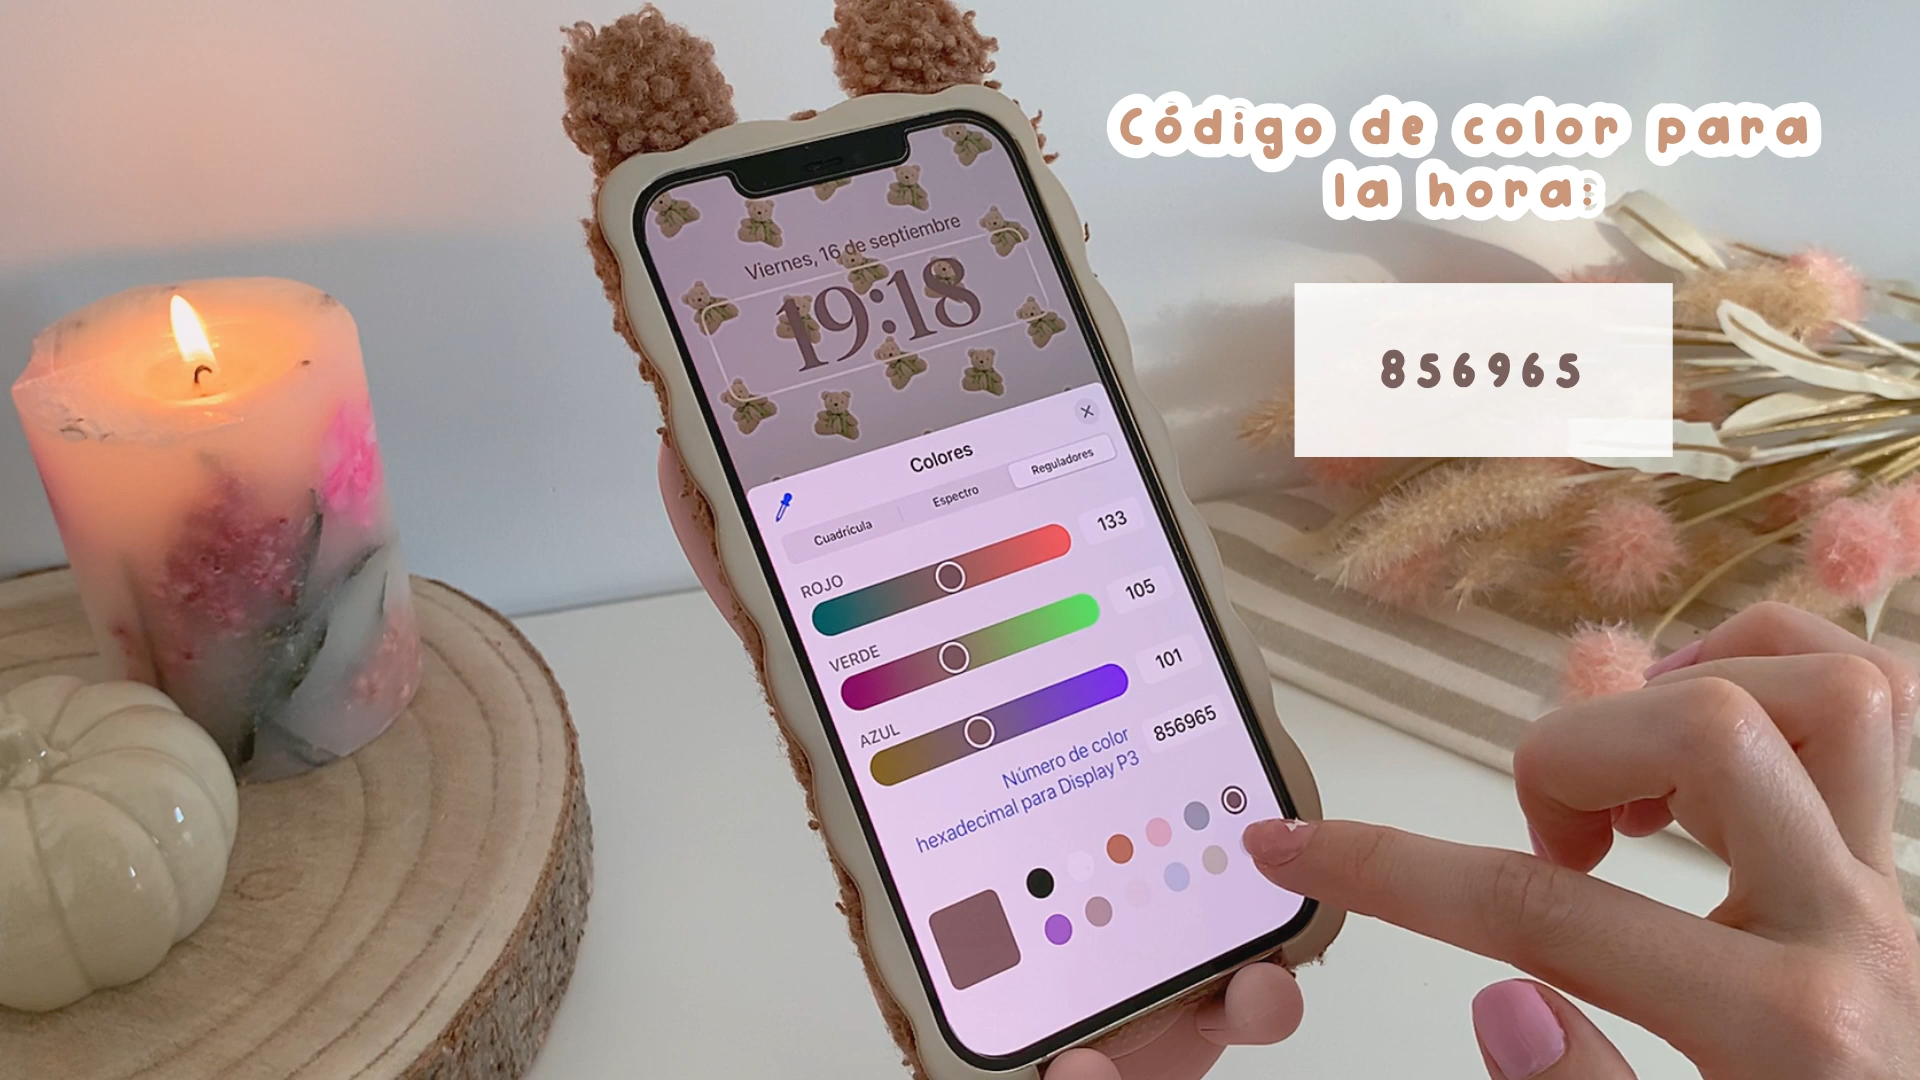 Código de color para
la hora:
856965
Viernes, 16 de septiembre
19:18
Colores
Cuadrícula
Espectro
Reguladores
ROJO
133
VERDE
105
AZUL
101
Número de color
hexadecimal para Display P3
856965